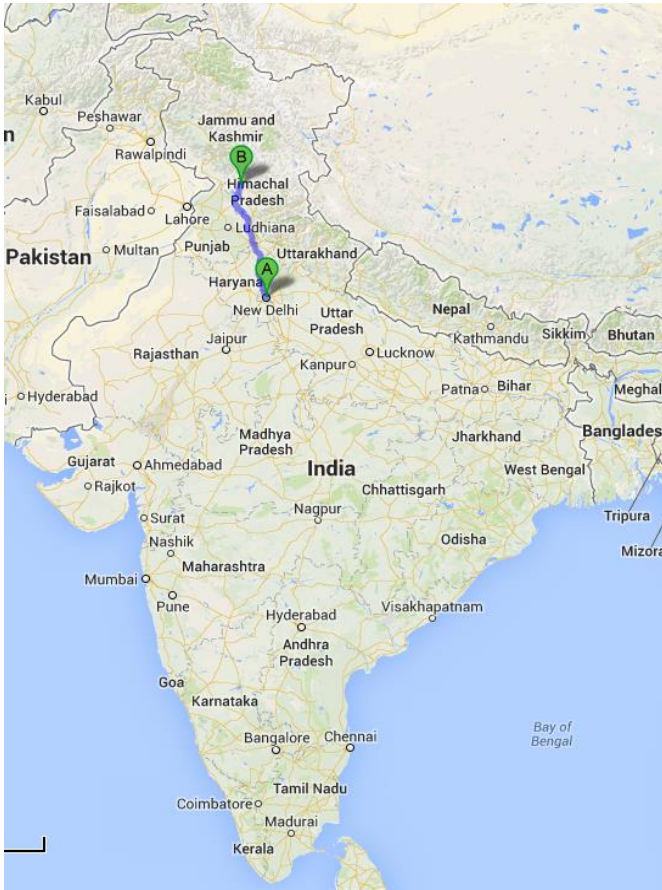 Kabul
Peshawar
n
Rawalpindi
Jammu and
Kashmir
B
Himachal
Pradesh
Faisalabad
Lahore
Ludhiana
Pakistan
Multan
Punjab
Uttarakhand
A
Haryana
New Delhi
Uttar
Pradesh
Nepal
Kathmandu
Sikkim
Bhutan
Jaipur
Rajasthan
Lucknow
Kanpur
Patna
Bihar
Meghal
i
Hyderabad
Banglades
Madhya
Pradesh
Jharkhand
Gujarat
Ahmedabad
India
West Bengal
Rajkot
Chhattisgarh
Surat
Nagpur
Tripura
Nashik
Odisha
Mizora
Maharashtra
Mumbai
Pune
Hyderabad
Visakhapatnam
Andhra
Pradesh
Goa
Karnataka
Bay of
Bengal
Bangalore
Chennai
Tamil Nadu
Coimbatore
Madurai
Kerala